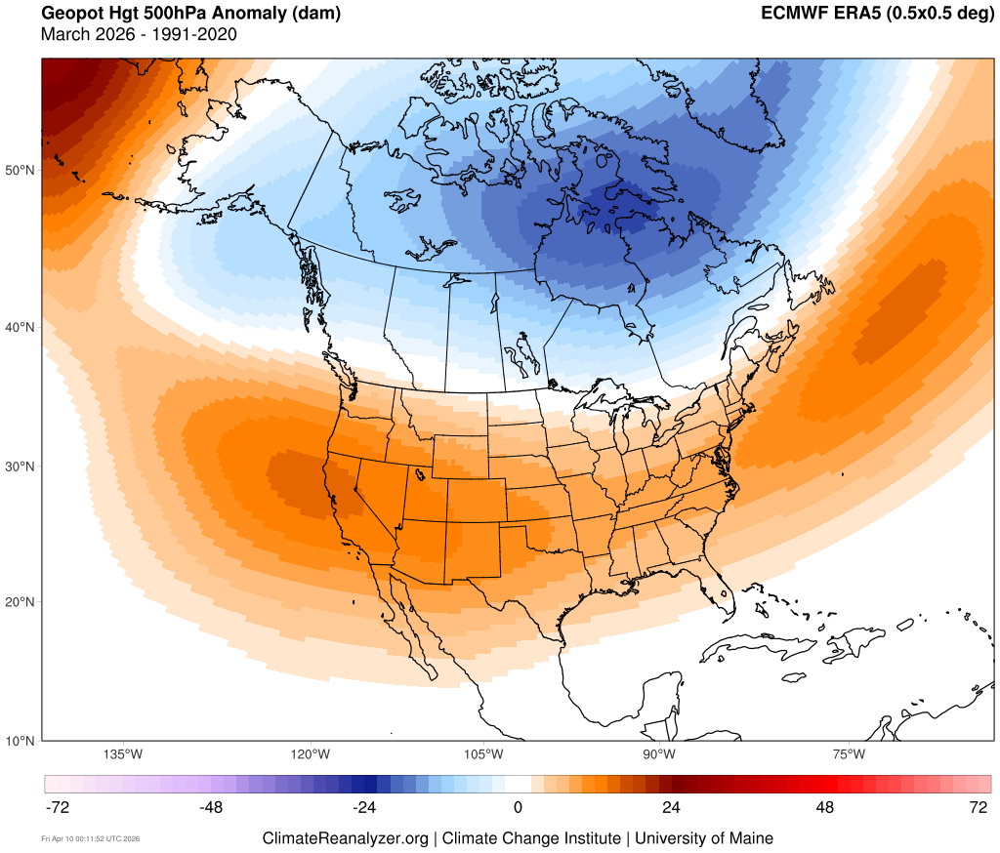 Geopot Hgt 500hPa Anomaly (dam) ECMWF ERA5 (0.5x0.5 deg)
March 2026 - 1991-2020
50°N
40°N
30°N
20°N
10°N
135°W 120°W 105°W 90°W 75°W
-72 -48 -24 0 24 48 72
Fri Apr 10 00:11:52 UTC 2026 ClimateReanalyzer.org | Climate Change Institute | University of Maine